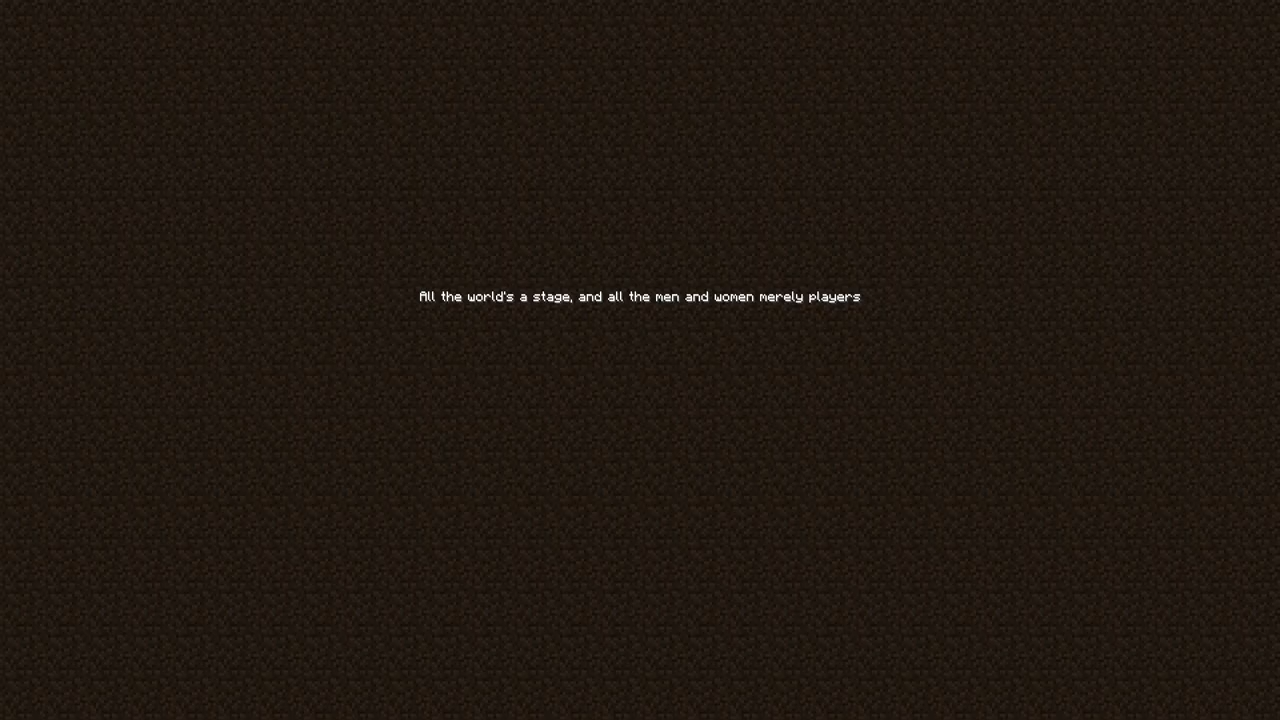 All the world's a stage, and all the men and women merely players